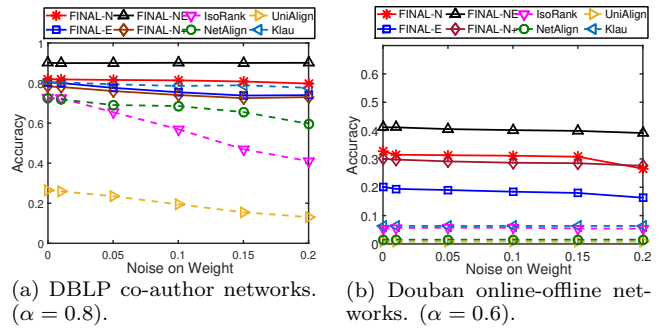 FINAL-N FINAL-NE IsoRank UniAlign
FINAL-E FINAL-N+ NetAlign Klau
1
0.8
0.6
0.4
0.2
0
Accuracy
0 0.05 0.1 0.15 0.2
Noise on Weight
(a) DBLP co-author networks.
(α = 0.8).
FINAL-N FINAL-NE IsoRank UniAlign
FINAL-E FINAL-N+ NetAlign Klau
0.7
0.6
0.5
0.4
0.3
0.2
0.1
0
Accuracy
0 0.05 0.1 0.15 0.2
Noise on Weight
(b) Douban online-offline net-
works. (α = 0.6).